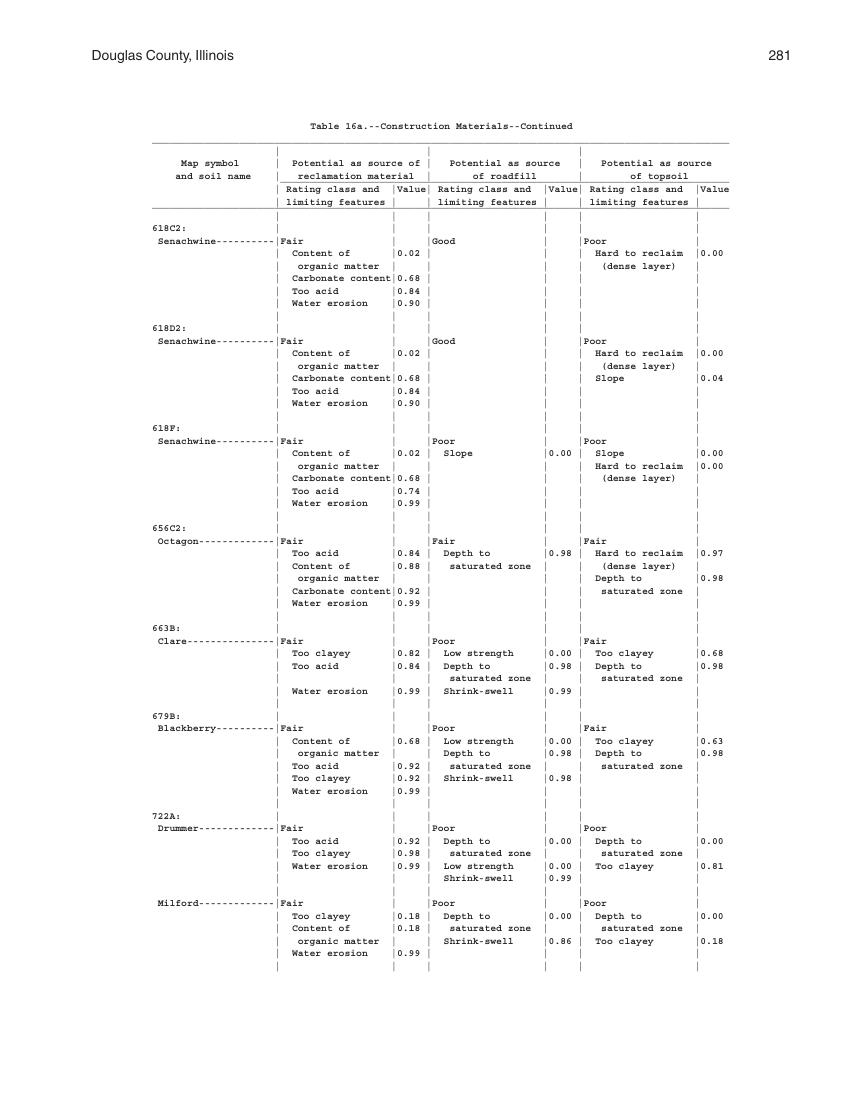 Douglas County, Illinois 281
Table 16a.--Construction Materials--Continued
Map symbol | Potential as source of | Potential as source | Potential as source
and soil name | reclamation material | of roadfill | of topsoil
| Rating class and |Value| Rating class and |Value| Rating class and |Value
| limiting features | | limiting features | | limiting features |
618C2:
Senachwine----------|Fair | |Good | |Poor |
| Content of |0.02 | | | Hard to reclaim |0.00
| organic matter | | | | (dense layer) |
| Carbonate content|0.68 | | | |
| Too acid |0.84 | | | |
| Water erosion |0.90 | | | |
618D2:
Senachwine----------|Fair | |Good | |Poor |
| Content of |0.02 | | | Hard to reclaim |0.00
| organic matter | | | | (dense layer) |
| Carbonate content|0.68 | | | Slope |0.04
| Too acid |0.84 | | | |
| Water erosion |0.90 | | | |
618F:
Senachwine----------|Fair | |Poor | |Poor |
| Content of |0.02 | Slope |0.00 | Slope |0.00
| organic matter | | | | Hard to reclaim |0.00
| Carbonate content|0.68 | | | (dense layer) |
| Too acid |0.74 | | | |
| Water erosion |0.99 | | | |
656C2:
Octagon-------------|Fair | |Fair | |Fair |
| Too acid |0.84 | Depth to |0.98 | Hard to reclaim |0.97
| Content of |0.88 | saturated zone | | (dense layer) |
| organic matter | | | | Depth to |0.98
| Carbonate content|0.92 | | | saturated zone |
| Water erosion |0.99 | | | |
663B:
Clare---------------|Fair | |Poor | |Fair |
| Too clayey |0.82 | Low strength |0.00 | Too clayey |0.68
| Too acid |0.84 | Depth to |0.98 | Depth to |0.98
| | | saturated zone | | saturated zone |
| Water erosion |0.99 | Shrink-swell |0.99 | |
679B:
Blackberry----------|Fair | |Poor | |Fair |
| Content of |0.68 | Low strength |0.00 | Too clayey |0.63
| organic matter | | Depth to |0.98 | Depth to |0.98
| Too acid |0.92 | saturated zone | | saturated zone |
| Too clayey |0.92 | Shrink-swell |0.98 | |
| Water erosion |0.99 | | | |
722A:
Drummer-------------|Fair | |Poor | |Poor |
| Too acid |0.92 | Depth to |0.00 | Depth to |0.00
| Too clayey |0.98 | saturated zone | | saturated zone |
| Water erosion |0.99 | Low strength |0.00 | Too clayey |0.81
| | | Shrink-swell |0.99 | |
Milford-------------|Fair | |Poor | |Poor |
| Too clayey |0.18 | Depth to |0.00 | Depth to |0.00
| Content of |0.18 | saturated zone | | saturated zone |
| organic matter | | Shrink-swell |0.86 | Too clayey |0.18
| Water erosion |0.99 | | | |